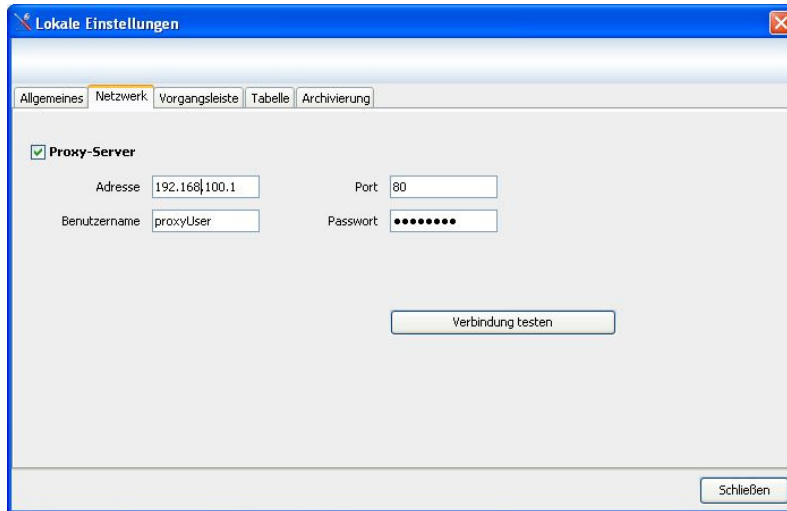 Lokale Einstellungen
Allgemeines Netzwerk Vorgangsleiste Tabelle Archivierung
Proxy-Server
Adresse 192.168.100.1 Port 80
Benutzername proxyUser Passwort ●●●●●●●●
Verbindung testen
Schließen